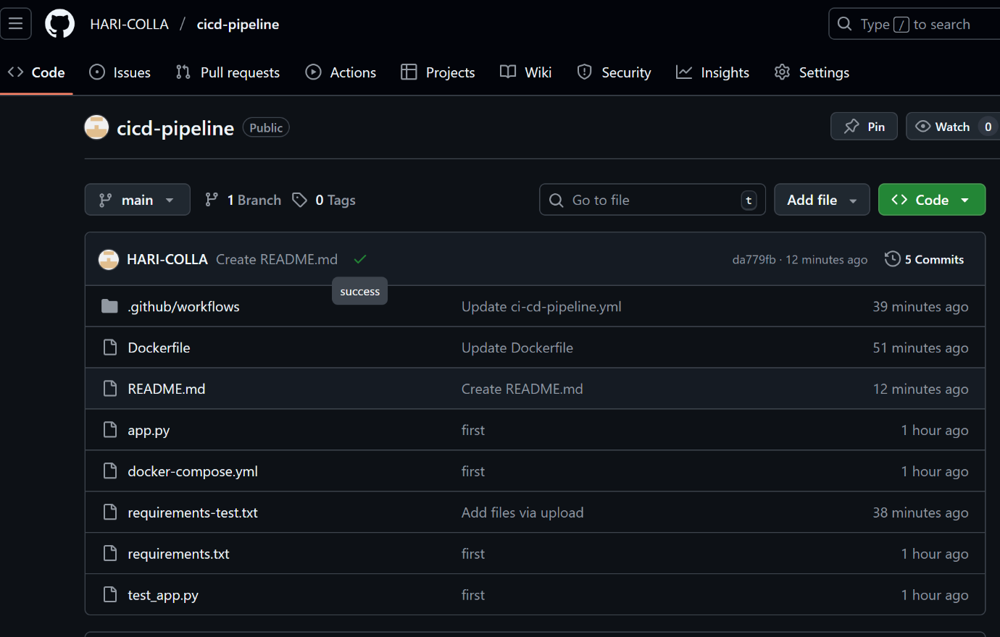 HARI-COLLA / cicd-pipeline Type / to search
Code Issues Pull requests Actions Projects Wiki Security Insights Settings
cicd-pipeline Public Pin Watch 0
main 1 Branch 0 Tags Go to file t Add file Code
HARI-COLLA Create README.md da779fb · 12 minutes ago 5 Commits
success
.github/workflows Update ci-cd-pipeline.yml 39 minutes ago
Dockerfile Update Dockerfile 51 minutes ago
README.md Create README.md 12 minutes ago
app.py first 1 hour ago
docker-compose.yml first 1 hour ago
requirements-test.txt Add files via upload 38 minutes ago
requirements.txt first 1 hour ago
test_app.py first 1 hour ago